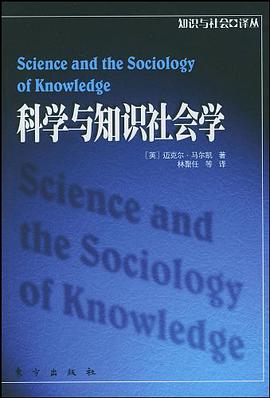 知识与社会译丛
Science and the Sociology
of Knowledge
科学与知识社会学
[英] 迈克尔·马尔凯 著
林聚任 等 译
Science and
the Sociology
of Knowledge
东方出版社